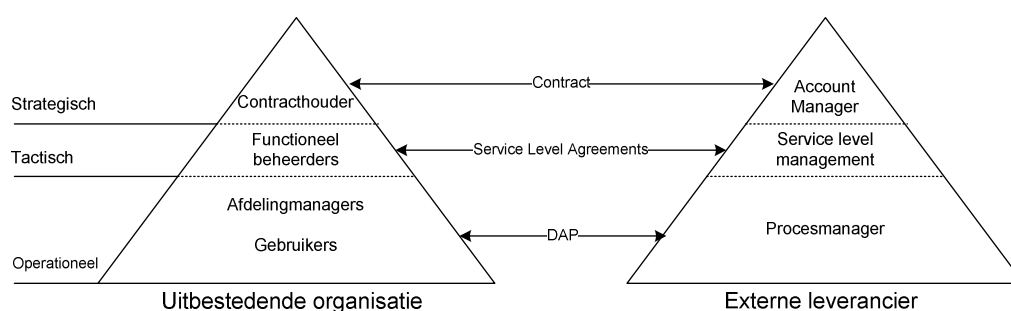 Strategisch
Tactisch
Operationeel
Contracthouder
Functioneel
beheerders
Afdelingmanagers
Gebruikers
Uitbestedende organisatie
Contract
Service Level Agreements
DAP
Account
Manager
Service level
management
Procesmanager
Externe leverancier